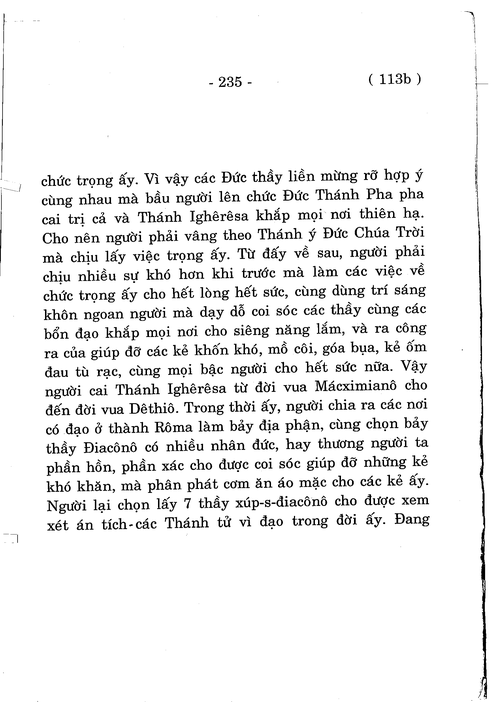 - 235 - ( 113b )
chức trọng ấy. Vì vậy các Đức thầy liền mừng rỡ hợp ý
cùng nhau mà bầu người lên chức Đức Thánh Pha pha
cai trị cả và Thánh Ighêrêsa khắp mọi nơi thiên hạ.
Cho nên người phải vâng theo Thánh ý Đức Chúa Trời
mà chịu lấy việc trọng ấy. Từ đấy về sau, người phải
chịu nhiều sự khó hơn khi trước mà làm các việc về
chức trọng ấy cho hết lòng hết sức, cùng dùng trí sáng
khôn ngoan người mà dạy dỗ coi sóc các thầy cùng các
bổn đạo khắp mọi nơi cho siêng năng lắm, và ra công
ra của giúp đỡ các kẻ khốn khó, mồ côi, góa bụa, kẻ ốm
đau tù rạc, cùng mọi bậc người cho hết sức nữa. Vậy
người cai Thánh Ighêrêsa từ đời vua Mácximianô cho
đến đời vua Dêthiô. Trong thời ấy, người chia ra các nơi
có đạo ở thành Rôma làm bảy địa phận, cùng chọn bảy
thầy Điacônô có nhiều nhân đức, hay thương người ta
phần hồn, phần xác cho được coi sóc giúp đỡ những kẻ
khó khăn, mà phân phát cơm ăn áo mặc cho các kẻ ấy.
Người lại chọn lấy 7 thầy xúp-s-điacônô cho được xem
xét án tích-các Thánh tử vì đạo trong đời ấy. Đang